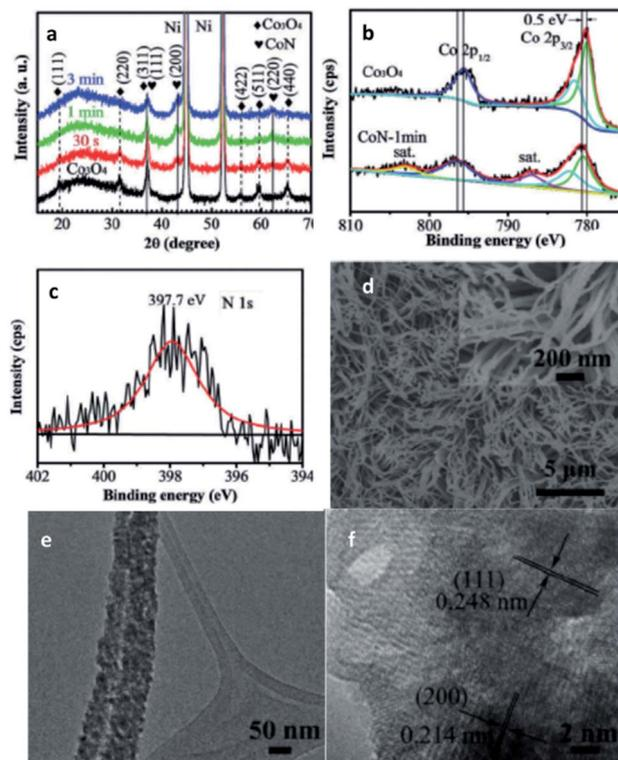 a
Ni
Ni
◆Co₃O₄
♥CoN
(111)
(220)
(311)
(111)
(200)
(422)
(511)
(220)
(440)
3 min
1 min
30 s
Co₃O₄
Intensity (a. u.)
20 30 40 50 60 70
2θ (degree)
b
0.5 eV
Co 2p1/2
Co 2p3/2
Co₃O₄
CoN-1min
sat.
sat.
Intensity (cps)
810 800 790 780
Binding energy (eV)
c
397.7 eV
N 1s
Intensity (cps)
402 400 398 396 394
Binding energy (eV)
d
200 nm
5 μm
e
50 nm
f
(111)
0.248 nm
(200)
0.214 nm
2 nm